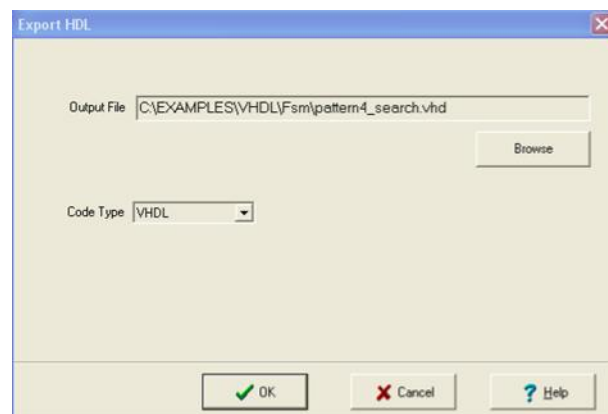 Export HDL
Output File C:\EXAMPLES\VHDL\Fsm\pattern4_search.vhd
Browse
Code Type VHDL
OK Cancel ? Help